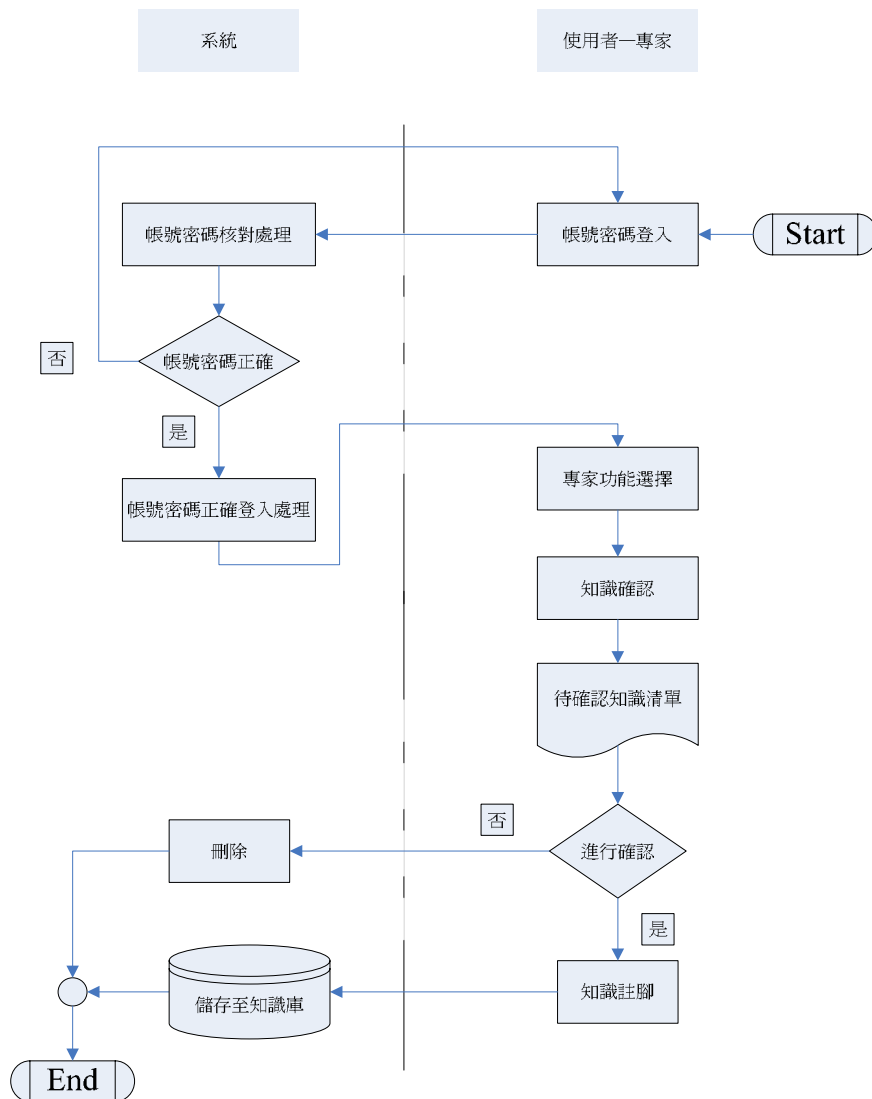 系統
使用者—專家
帳號密碼核對處理
帳號密碼登入
Start
否
帳號密碼正確
是
專家功能選擇
帳號密碼正確登入處理
知識確認
待確認知識清單
否
刪除
進行確認
是
儲存至知識庫
知識註腳
End